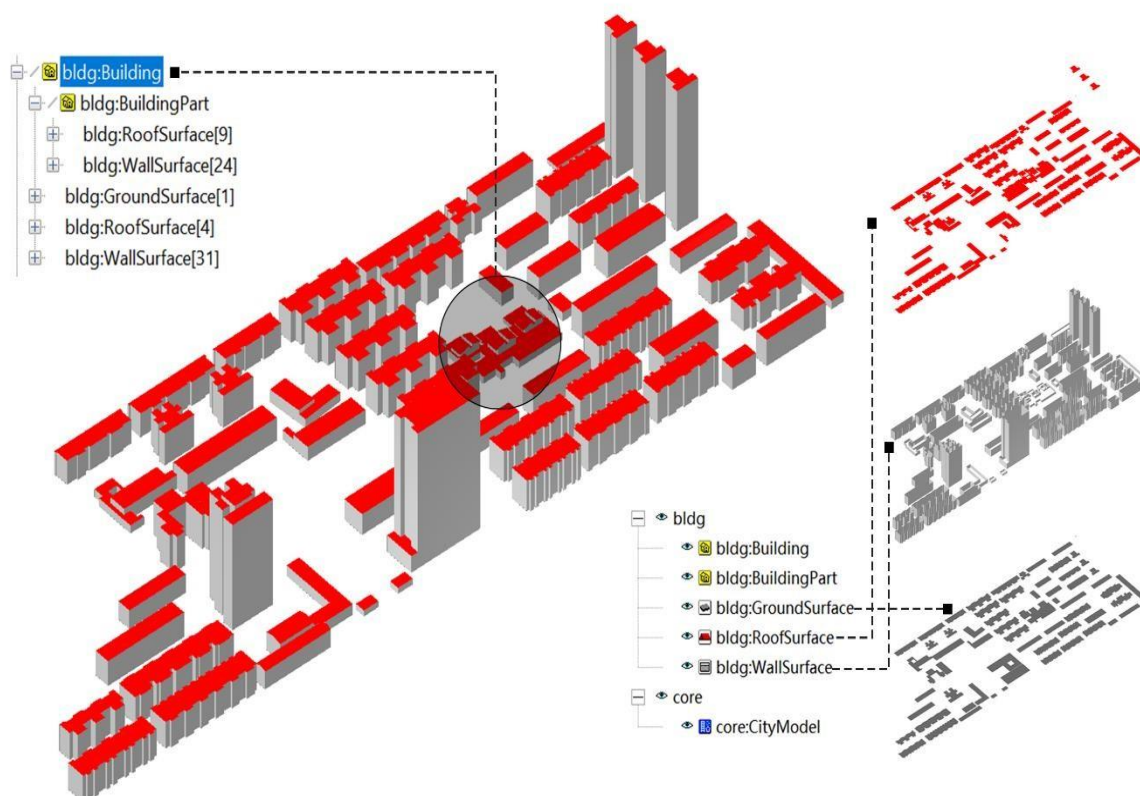 bldg:Building
bldg:BuildingPart
bldg:RoofSurface[9]
bldg:WallSurface[24]
bldg:GroundSurface[1]
bldg:RoofSurface[4]
bldg:WallSurface[31]
bldg
bldg:Building
bldg:BuildingPart
bldg:GroundSurface
bldg:RoofSurface
bldg:WallSurface
core
core:CityModel